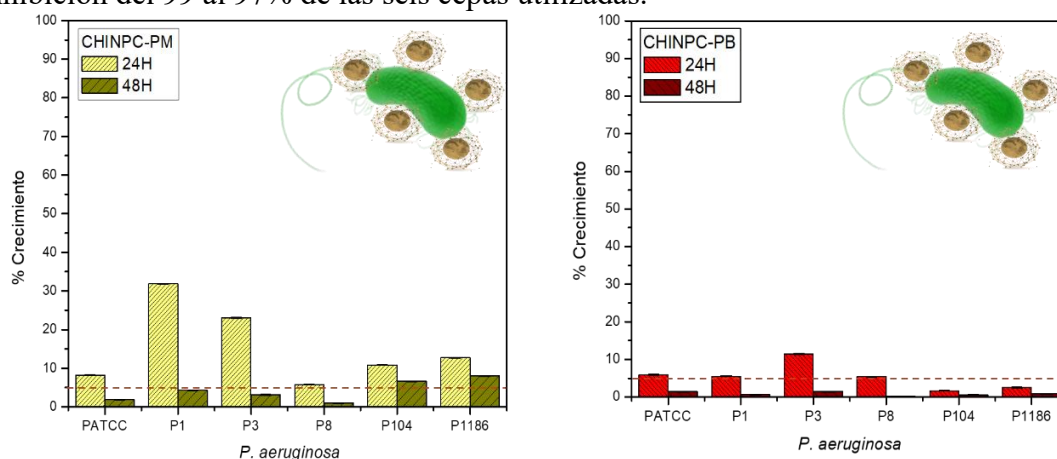 inhibición del 99 al 97% de las seis cepas utilizadas.
CHINPC-PM
24H
48H
% Crecimiento
100
90
80
70
60
50
40
30
20
10
0
PATCC P1 P3 P8 P104 P1186
P. aeruginosa
CHINPC-PB
24H
48H
% Crecimiento
100
90
80
70
60
50
40
30
20
10
0
PATCC P1 P3 P8 P104 P1186
P. aeruginosa